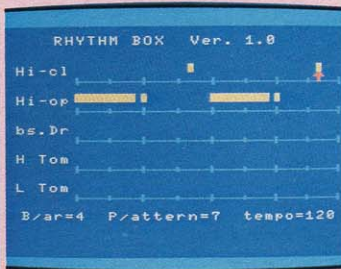 RHYTHM BOX Ver. 1.0
Hi-cl
Hi-op
bs.Dr
H Tom
L Tom
B/ar=4 P/attern=7 tempo=120